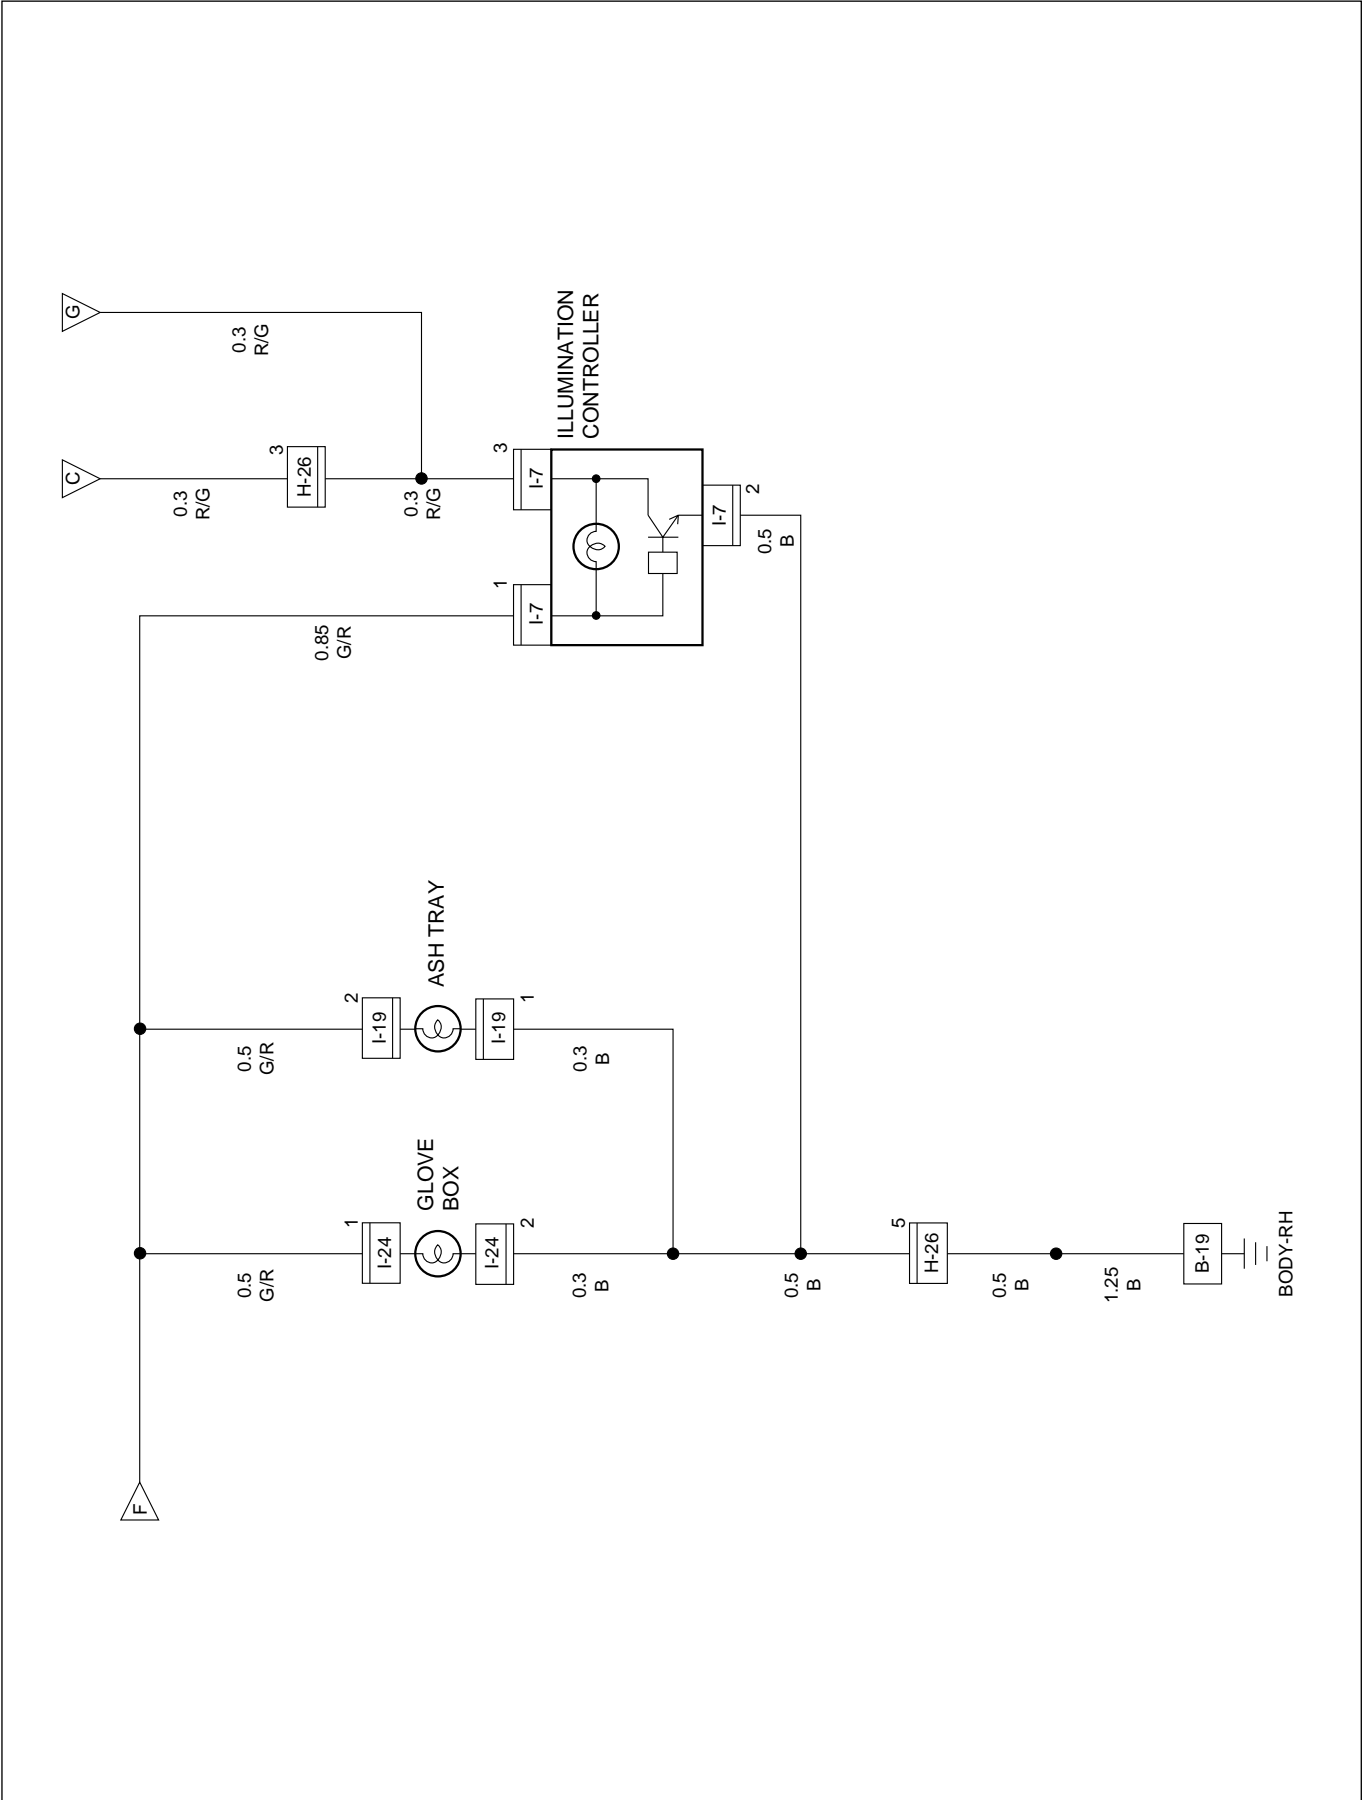 G
0.3
R/G
C
0.3
R/G
3
H-26
0.3
R/G
ILLUMINATION
CONTROLLER
3
I-7
1
I-7
I-7
2
0.5
B
0.85
G/R
ASH TRAY
0.5
G/R
2
I-19
I-19
1
0.3
B
GLOVE
BOX
0.5
G/R
1
I-24
I-24
2
0.3
B
0.5
B
5
H-26
0.5
B
1.25
B
B-19
BODY-RH
F